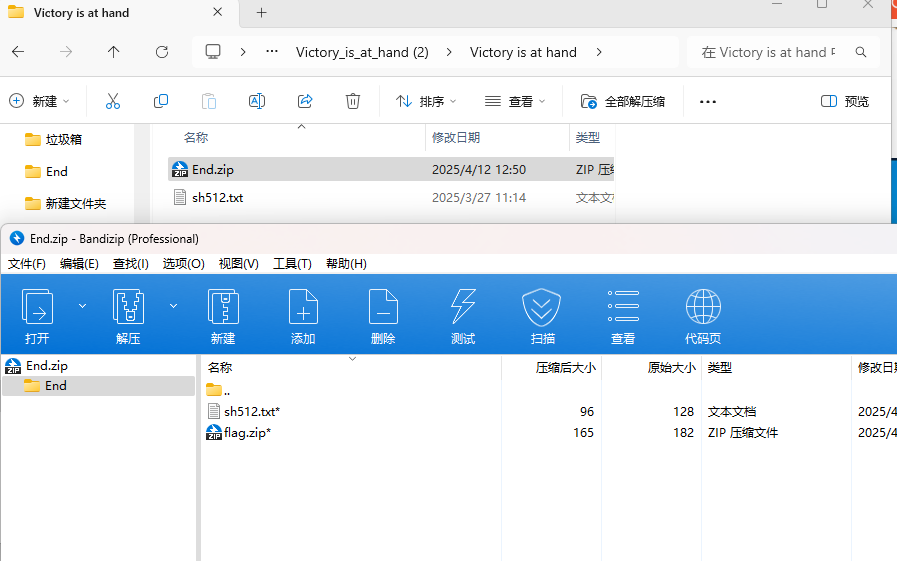 Victory is at hand
Victory_is_at_hand (2) Victory is at hand 在 Victory is at hand
新建 排序 查看 全部解压缩 预览
垃圾箱
End
新建文件夹
名称 修改日期 类型
End.zip 2025/4/12 12:50 ZIP 压
sh512.txt 2025/3/27 11:14 文本文
End.zip - Bandizip (Professional)
文件(F) 编辑(E) 查找(I) 选项(O) 视图(V) 工具(T) 帮助(H)
打开 解压 新建 添加 删除 测试 扫描 查看 代码页
End.zip
End
名称 压缩后大小 原始大小 类型 修改日
..
sh512.txt* 96 128 文本文档 2025/4
flag.zip* 165 182 ZIP 压缩文件 2025/4